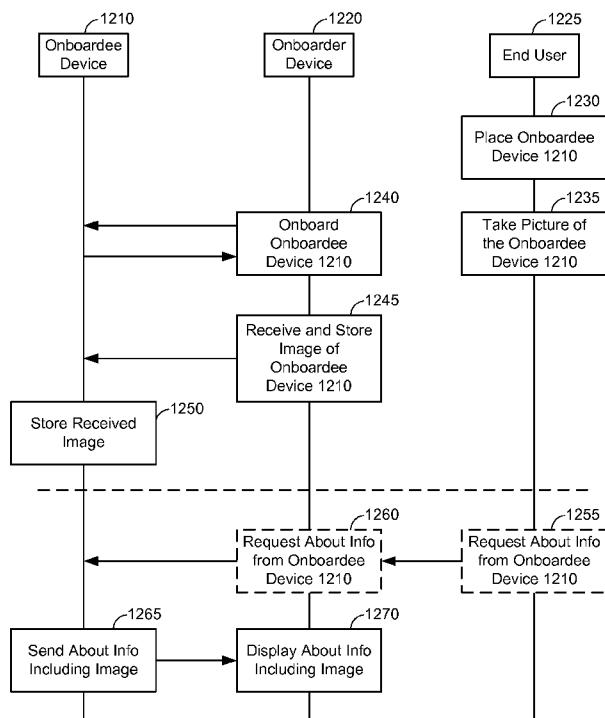 1210
1220
1225
Onboardee
Device
Onboarder
Device
End User
1230
Place Onboardee
Device 1210
1240
1235
Onboard
Onboardee
Device 1210
Take Picture of
the Onboardee
Device 1210
1245
Receive and Store
Image of
Onboardee
Device 1210
1250
Store Received
Image
1260
1255
Request About Info
from Onboardee
Device 1210
Request About Info
from Onboardee
Device 1210
1265
1270
Send About Info
Including Image
Display About Info
Including Image